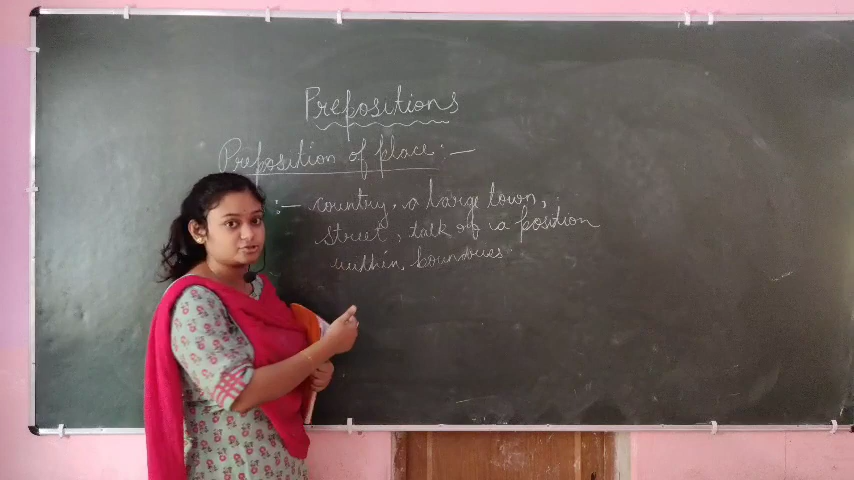 Prepositions
Preposition of place :—
:— country, a large town,
street, talk of a position
within boundries.